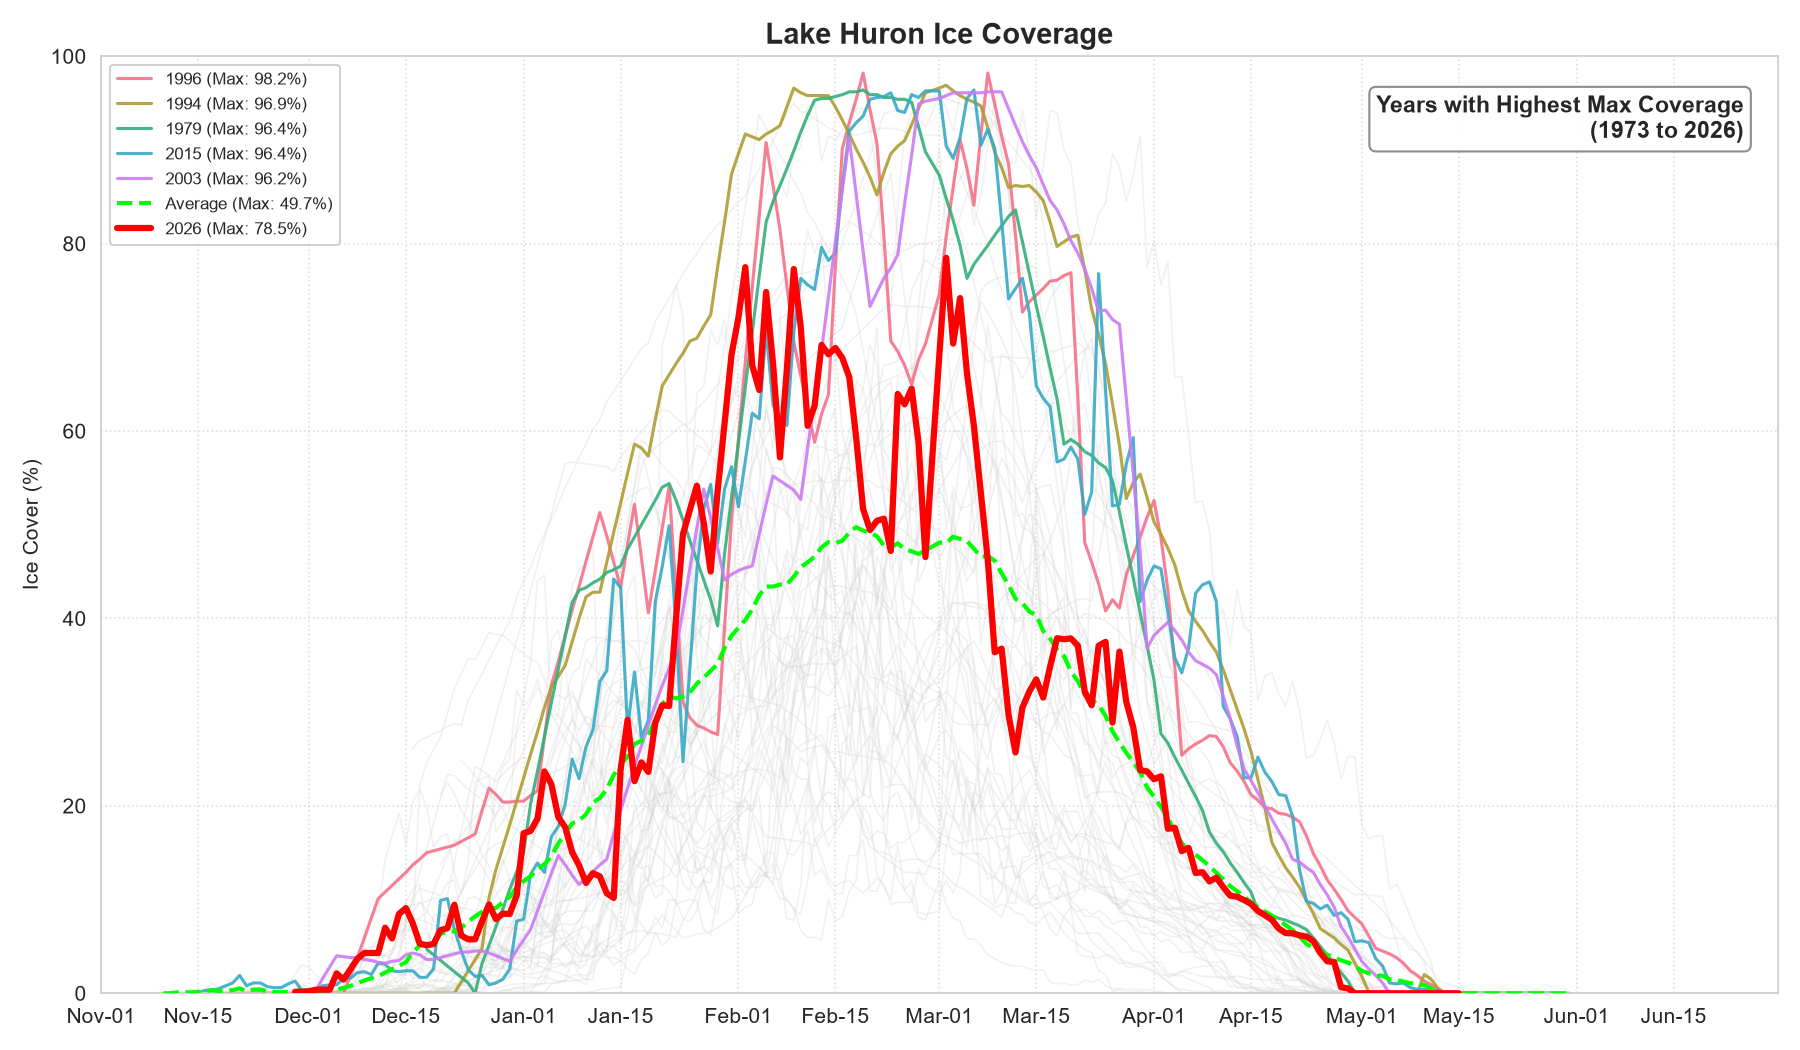 Lake Huron Ice Coverage
100
80
60
40
20
0
Ice Cover (%)
1996 (Max: 98.2%)
1994 (Max: 96.9%)
1979 (Max: 96.4%)
2015 (Max: 96.4%)
2003 (Max: 96.2%)
Average (Max: 49.7%)
2026 (Max: 78.5%)
Years with Highest Max Coverage
(1973 to 2026)
Nov-01 Nov-15 Dec-01 Dec-15 Jan-01 Jan-15 Feb-01 Feb-15 Mar-01 Mar-15 Apr-01 Apr-15 May-01 May-15 Jun-01 Jun-15